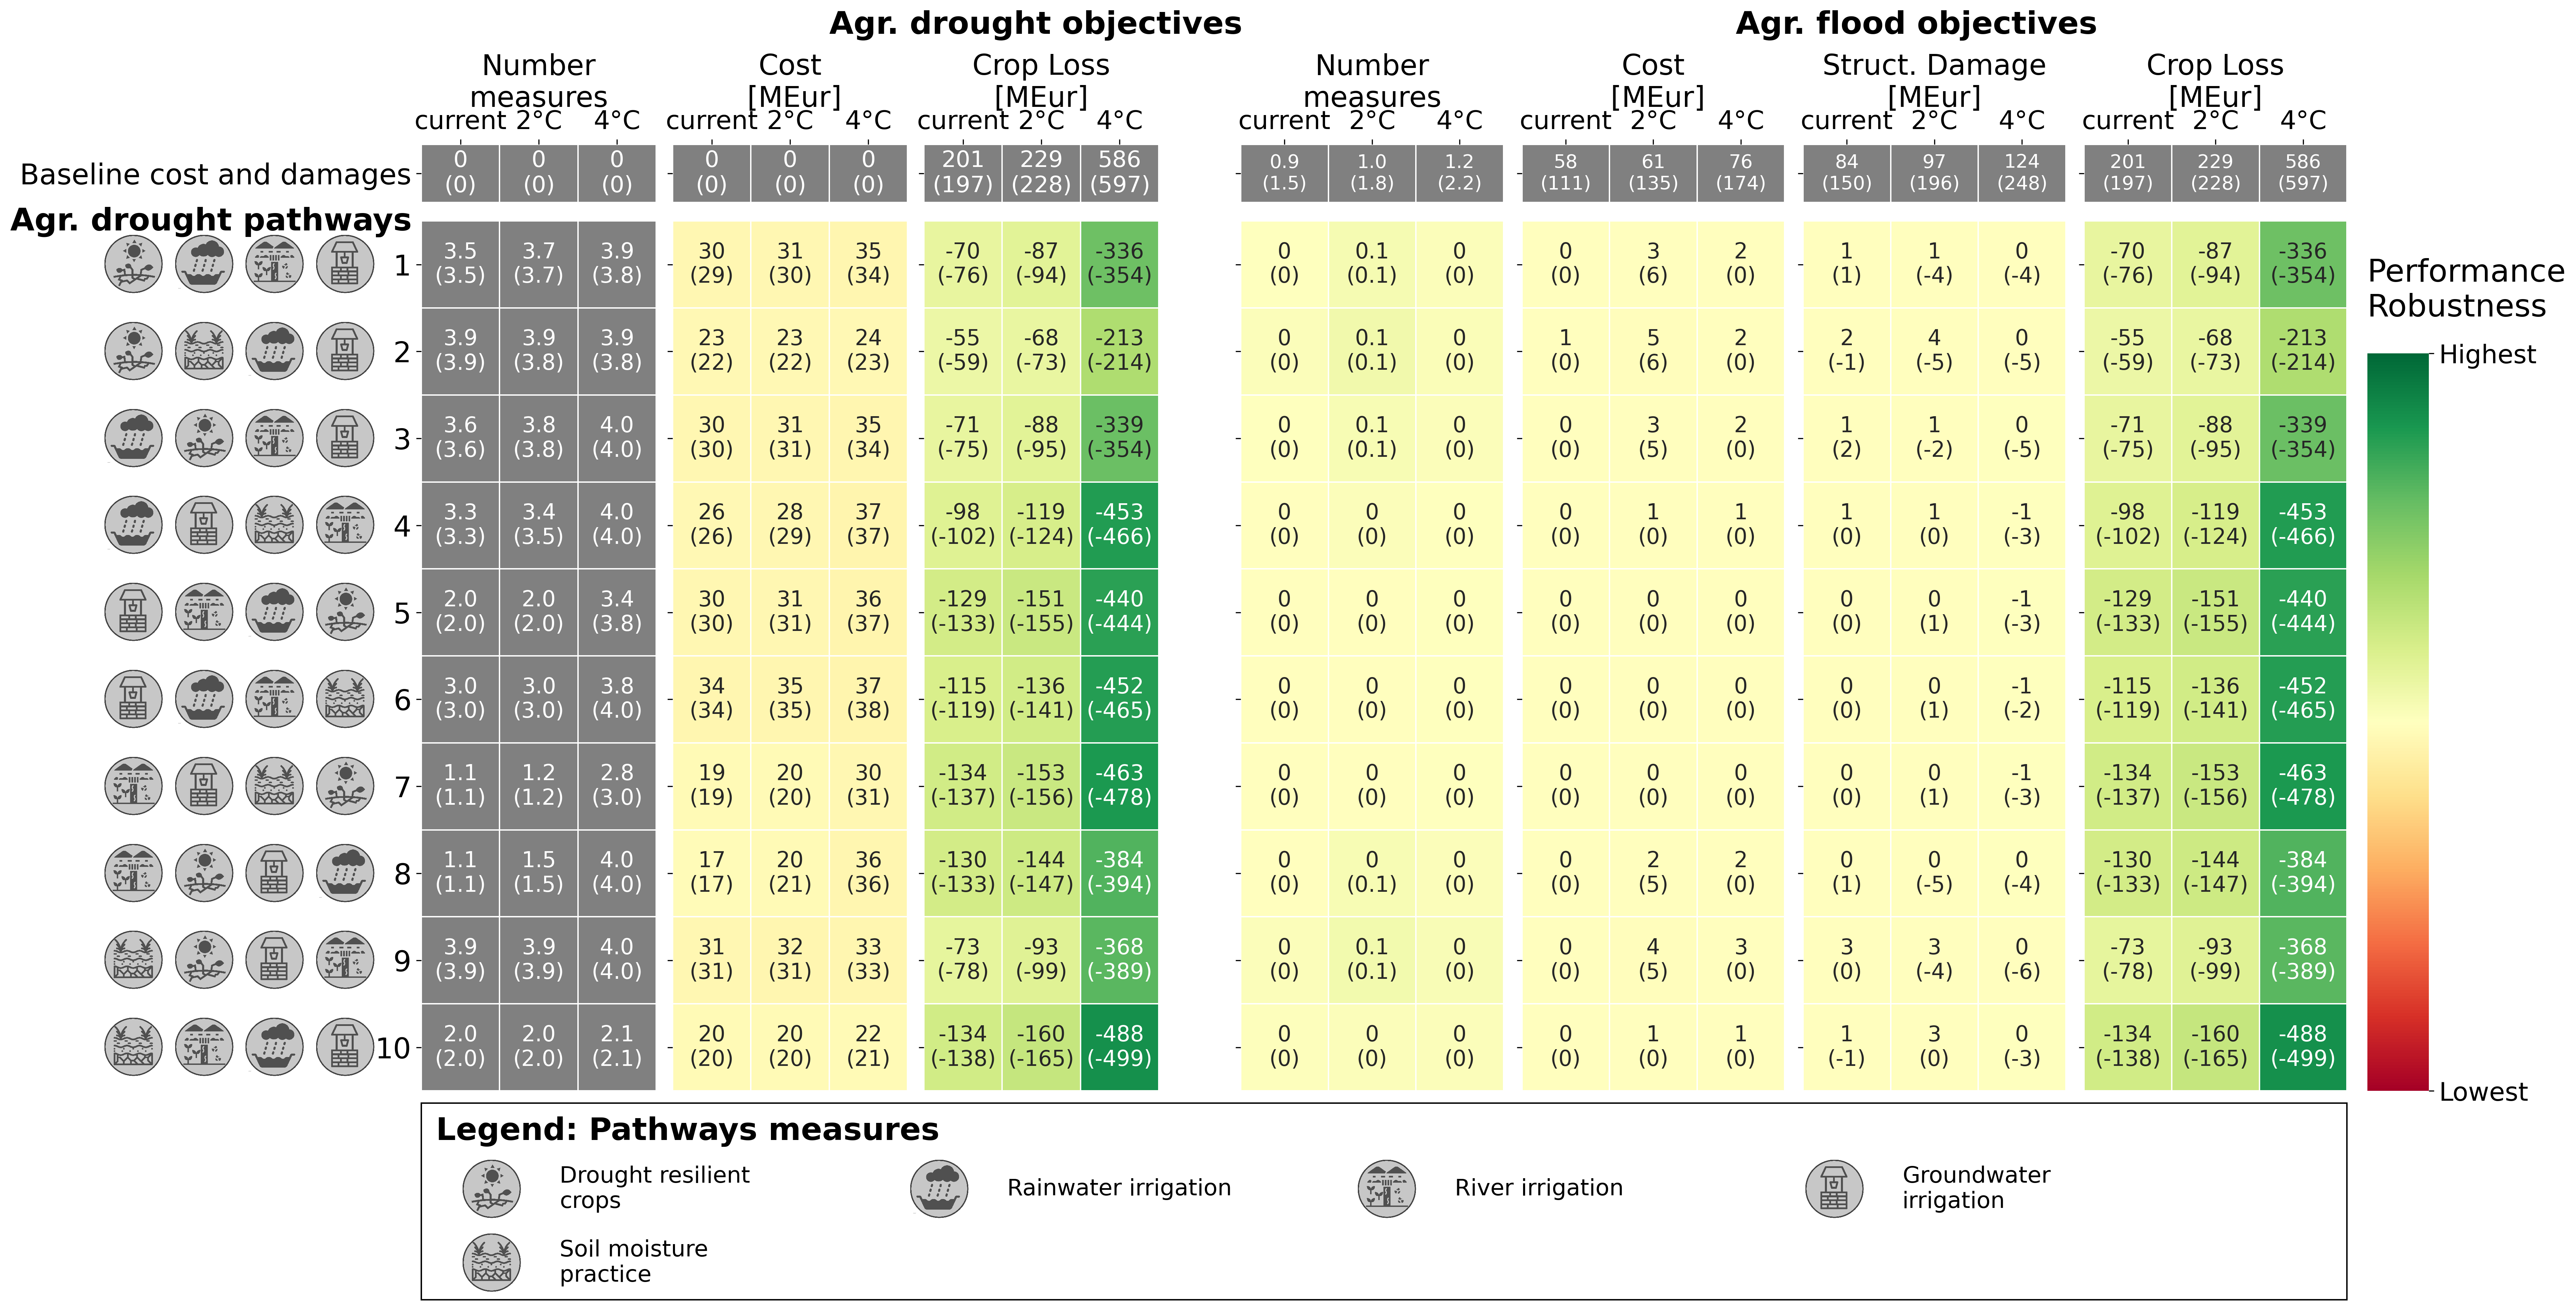 Agr. drought objectives Agr. flood objectives
Number Cost Crop Loss Number Cost Struct. Damage Crop Loss
measures [MEur] [MEur] measures [MEur] [MEur] [MEur]
current 2°C 4°C current 2°C 4°C current 2°C 4°C current 2°C 4°C current 2°C 4°C current 2°C 4°C current 2°C 4°C
0 0 0 0 0 0 201 229 586 0.9 1.0 1.2 58 61 76 84 97 124 201 229 586
Baseline cost and damages
(0) (0) (0) (0) (0) (0) (197) (228) (597) (1.5) (1.8) (2.2) (111) (135) (174) (150) (196) (248) (197) (228) (597)
Agr. drought pathways
3.5 3.7 3.9 30 31 35 -70 -87 -336 0 0.1 0 0 3 2 1 1 0 -70 -87 -336
1
(3.5) (3.7) (3.8) (29) (30) (34) (-76) (-94) (-354) (0) (0.1) (0) (0) (6) (0) (1) (-4) (-4) (-76) (-94) (-354)
3.9 3.9 3.9 23 23 24 -55 -68 -213 0 0.1 0 1 5 2 2 4 0 -55 -68 -213
2
(3.9) (3.8) (3.8) (22) (22) (23) (-59) (-73) (-214) (0) (0.1) (0) (0) (6) (0) (-1) (-5) (-5) (-59) (-73) (-214)
3.6 3.8 4.0 30 31 35 -71 -88 -339 0 0.1 0 0 3 2 1 1 0 -71 -88 -339
3
(3.6) (3.8) (4.0) (30) (31) (34) (-75) (-95) (-354) (0) (0.1) (0) (0) (5) (0) (2) (-2) (-5) (-75) (-95) (-354)
3.3 3.4 4.0 26 28 37 -98 -119 -453 0 0 0 0 1 1 1 1 -1 -98 -119 -453
4
(3.3) (3.5) (4.0) (26) (29) (37) (-102) (-124) (-466) (0) (0) (0) (0) (0) (0) (0) (0) (-3) (-102) (-124) (-466)
2.0 2.0 3.4 30 31 36 -129 -151 -440 0 0 0 0 0 0 0 0 -1 -129 -151 -440
5
(2.0) (2.0) (3.8) (30) (31) (37) (-133) (-155) (-444) (0) (0) (0) (0) (0) (0) (0) (1) (-3) (-133) (-155) (-444)
3.0 3.0 3.8 34 35 37 -115 -136 -452 0 0 0 0 0 0 0 0 -1 -115 -136 -452
6
(3.0) (3.0) (4.0) (34) (35) (38) (-119) (-141) (-465) (0) (0) (0) (0) (0) (0) (0) (1) (-2) (-119) (-141) (-465)
1.1 1.2 2.8 19 20 30 -134 -153 -463 0 0 0 0 0 0 0 0 -1 -134 -153 -463
7
(1.1) (1.2) (3.0) (19) (20) (31) (-137) (-156) (-478) (0) (0) (0) (0) (0) (0) (0) (1) (-3) (-137) (-156) (-478)
1.1 1.5 4.0 17 20 36 -130 -144 -384 0 0 0 0 2 2 0 0 0 -130 -144 -384
8
(1.1) (1.5) (4.0) (17) (21) (36) (-133) (-147) (-394) (0) (0.1) (0) (0) (5) (0) (1) (-5) (-4) (-133) (-147) (-394)
3.9 3.9 4.0 31 32 33 -73 -93 -368 0 0.1 0 0 4 3 3 3 0 -73 -93 -368
9
(3.9) (3.9) (4.0) (31) (31) (33) (-78) (-99) (-389) (0) (0.1) (0) (0) (5) (0) (0) (-4) (-6) (-78) (-99) (-389)
2.0 2.0 2.1 20 20 22 -134 -160 -488 0 0 0 0 1 1 1 3 0 -134 -160 -488
10
(2.0) (2.0) (2.1) (20) (20) (21) (-138) (-165) (-499) (0) (0) (0) (0) (0) (0) (-1) (0) (-3) (-138) (-165) (-499)
Performance
Robustness
Highest
Lowest
Legend: Pathways measures
Drought resilient
crops
Rainwater irrigation
River irrigation
Groundwater
irrigation
Soil moisture
practice